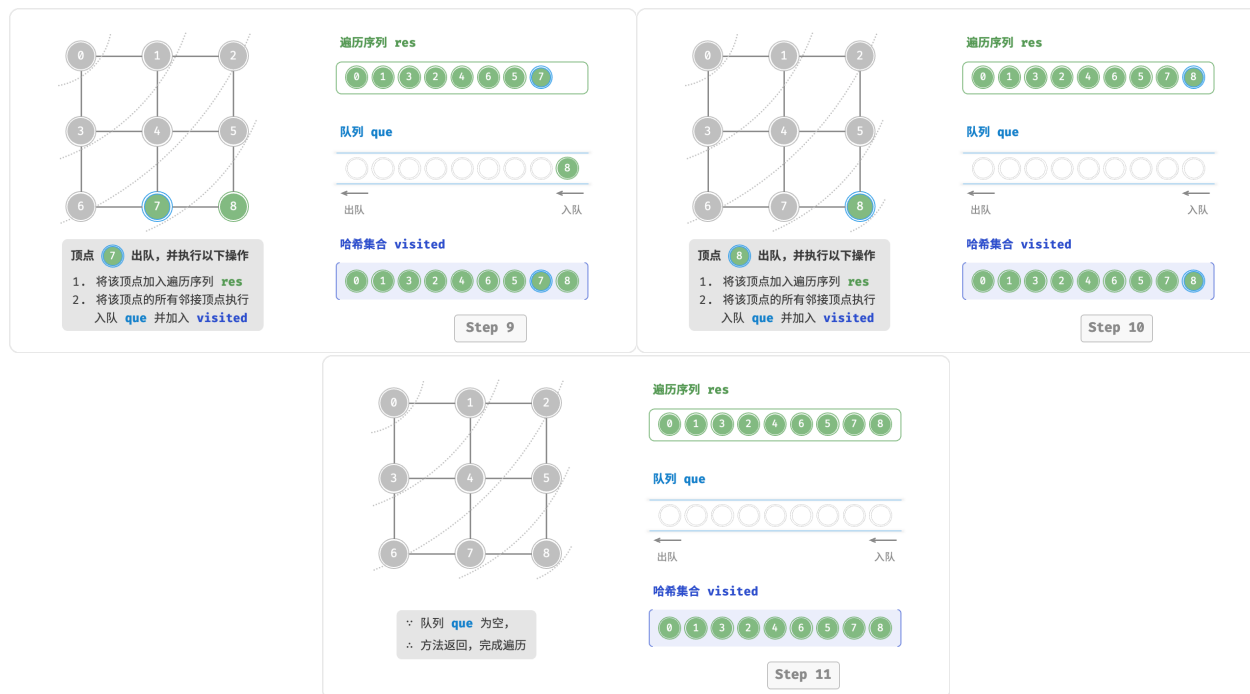 0 1 2
3 4 5
6 7 8
顶点 7 出队，并执行以下操作
1. 将该顶点加入遍历序列 res
2. 将该顶点的所有邻接顶点执行
入队 que 并加入 visited
遍历序列 res
0 1 3 2 4 6 5 7
队列 que
8
出队 入队
哈希集合 visited
0 1 3 2 4 6 5 7 8
Step 9
0 1 2
3 4 5
6 7 8
顶点 8 出队，并执行以下操作
1. 将该顶点加入遍历序列 res
2. 将该顶点的所有邻接顶点执行
入队 que 并加入 visited
遍历序列 res
0 1 3 2 4 6 5 7 8
队列 que
出队 入队
哈希集合 visited
0 1 3 2 4 6 5 7 8
Step 10
0 1 2
3 4 5
6 7 8
∵ 队列 que 为空，
∴ 方法返回，完成遍历
遍历序列 res
0 1 3 2 4 6 5 7 8
队列 que
出队 入队
哈希集合 visited
0 1 3 2 4 6 5 7 8
Step 11